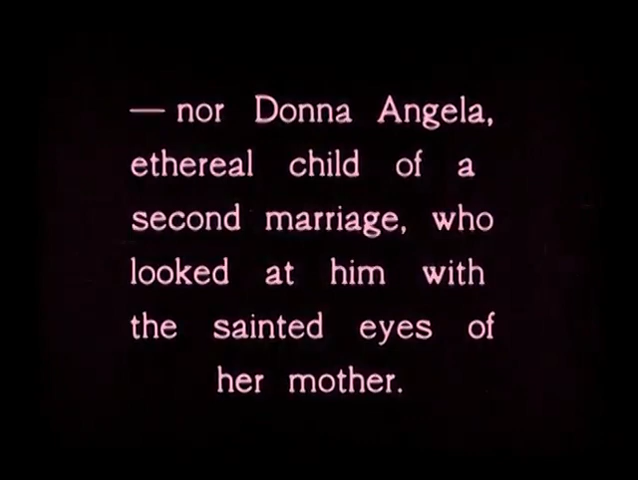 — nor Donna Angela,
ethereal child of a
second marriage, who
looked at him with
the sainted eyes of
her mother.